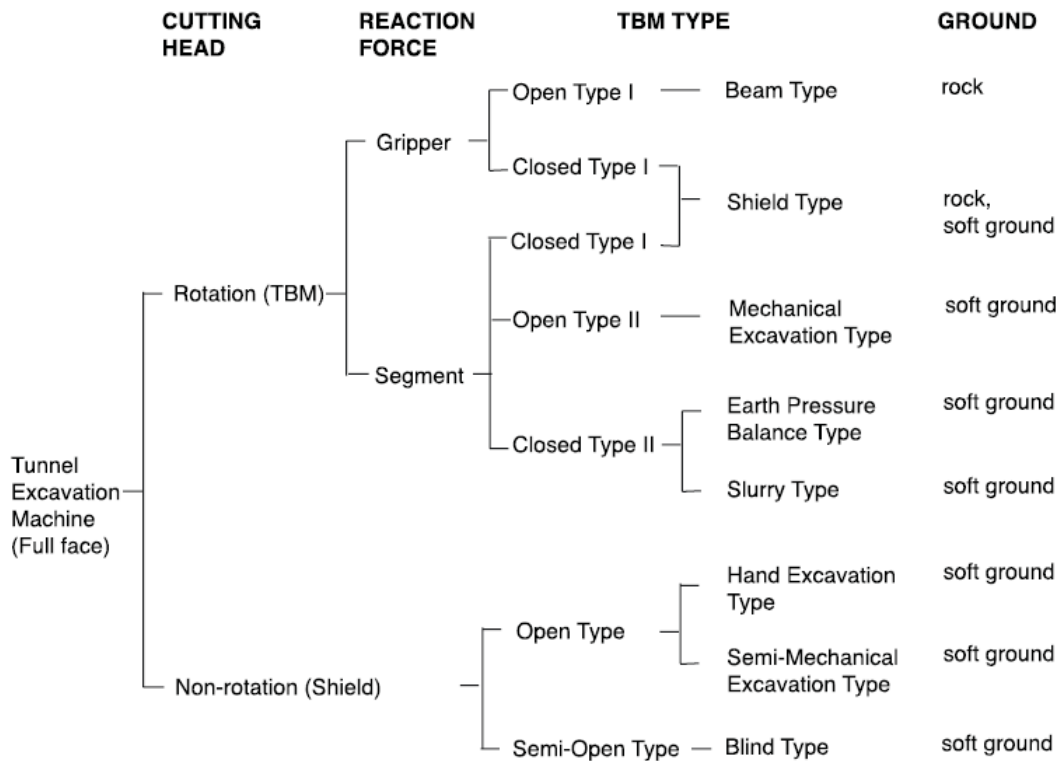 CUTTING HEAD
REACTION FORCE
TBM TYPE
GROUND
Open Type I
Beam Type
rock
Gripper
Closed Type I
Shield Type
rock,
soft ground
Closed Type I
Rotation (TBM)
Open Type II
Mechanical
Excavation Type
soft ground
Segment
Earth Pressure
Balance Type
soft ground
Closed Type II
Tunnel
Excavation
Machine
(Full face)
Slurry Type
soft ground
Hand Excavation
Type
soft ground
Open Type
Semi-Mechanical
Excavation Type
soft ground
Non-rotation (Shield)
Semi-Open Type
Blind Type
soft ground